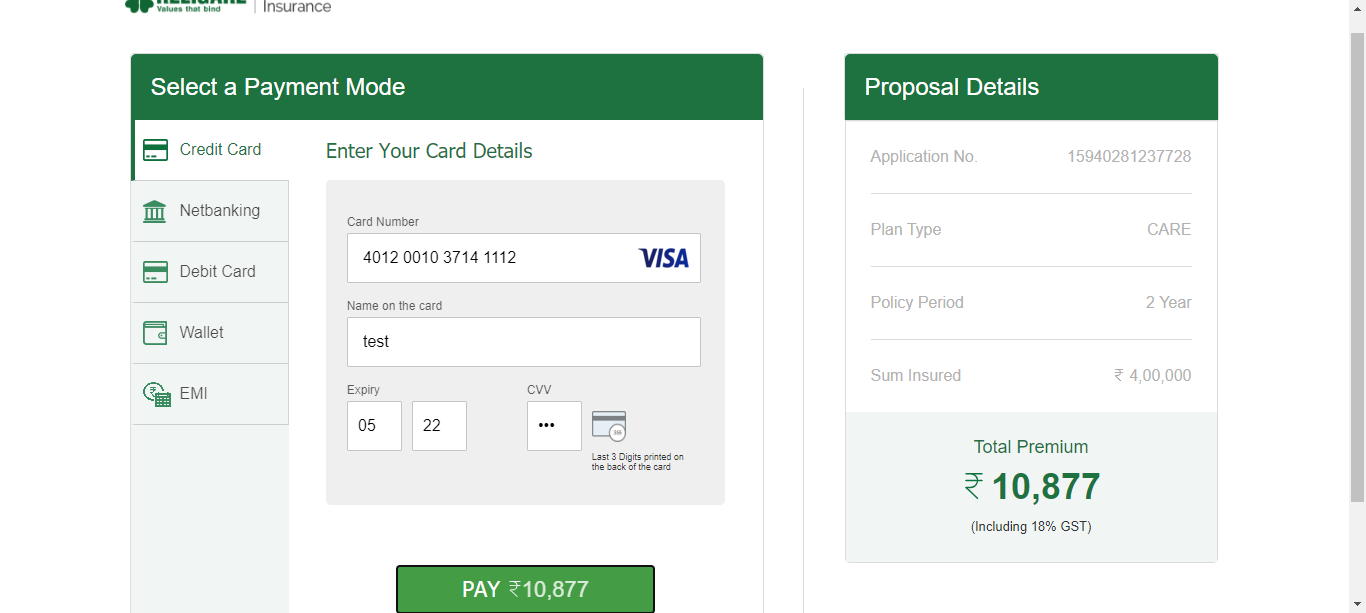 RELIGARE
Values that bind
Insurance
Select a Payment Mode
Credit Card
Netbanking
Debit Card
Wallet
EMI
Enter Your Card Details
Card Number
4012 0010 3714 1112
VISA
Name on the card
test
Expiry
CVV
05
22
•••
Last 3 Digits printed on
the back of the card
PAY ₹10,877
Proposal Details
Application No. 15940281237728
Plan Type CARE
Policy Period 2 Year
Sum Insured ₹ 4,00,000
Total Premium
₹ 10,877
(Including 18% GST)